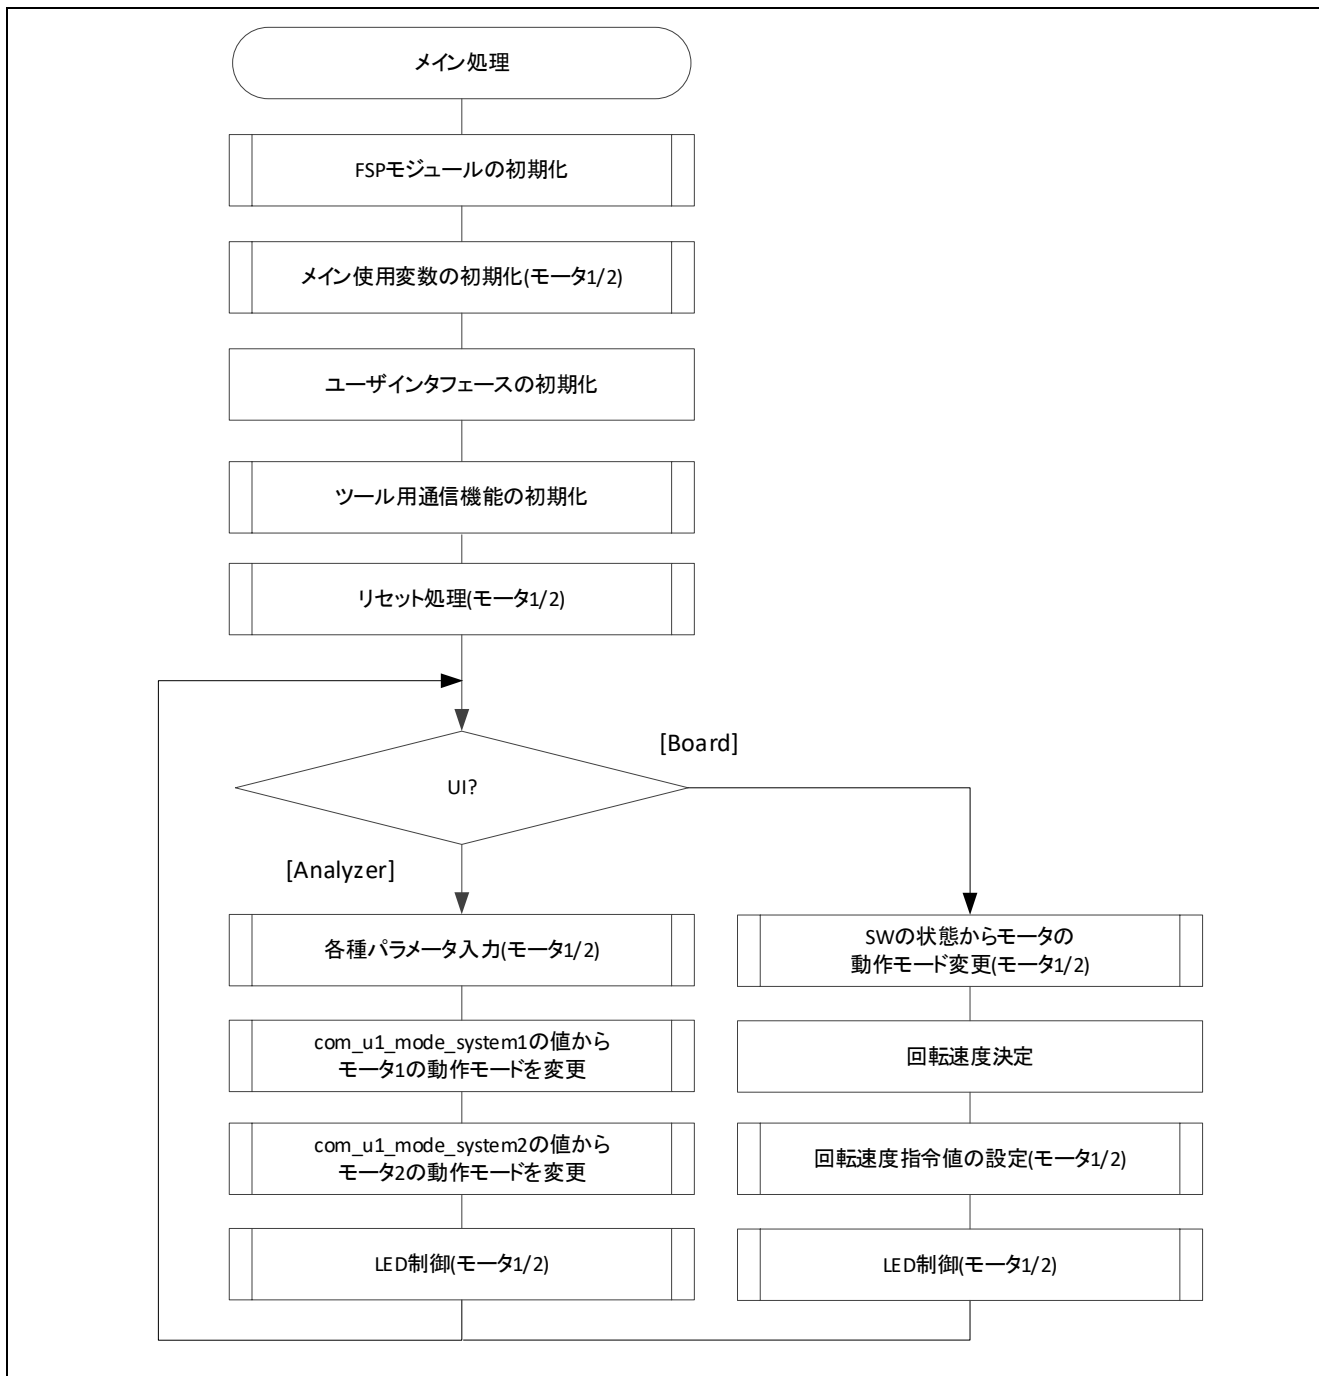 メイン処理
FSPモジュールの初期化
メイン使用変数の初期化(モータ1/2)
ユーザインタフェースの初期化
ツール用通信機能の初期化
リセット処理(モータ1/2)
[Board]
UI?
[Analyzer]
各種パラメータ入力(モータ1/2)
com_u1_mode_system1の値から
モータ1の動作モードを変更
com_u1_mode_system2の値から
モータ2の動作モードを変更
LED制御(モータ1/2)
SWの状態からモータの
動作モード変更(モータ1/2)
回転速度決定
回転速度指令値の設定(モータ1/2)
LED制御(モータ1/2)